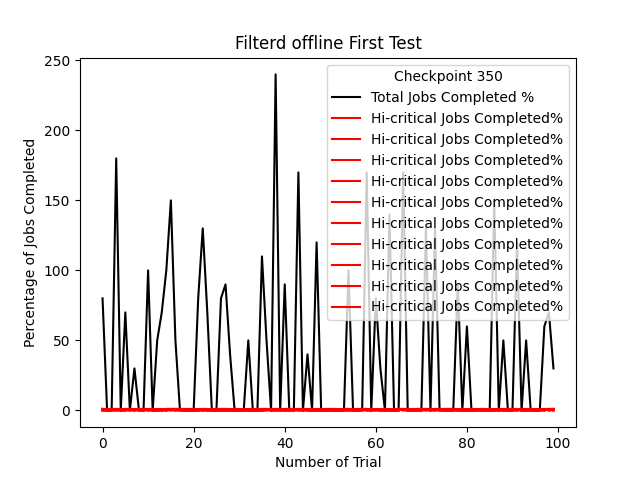 Filterd offline First Test
Checkpoint 350
Total Jobs Completed %
Hi-critical Jobs Completed%
Hi-critical Jobs Completed%
Hi-critical Jobs Completed%
Hi-critical Jobs Completed%
Hi-critical Jobs Completed%
Hi-critical Jobs Completed%
Hi-critical Jobs Completed%
Hi-critical Jobs Completed%
Hi-critical Jobs Completed%
Hi-critical Jobs Completed%
Percentage of Jobs Completed
250
200
150
100
50
0
0 20 40 60 80 100
Number of Trial